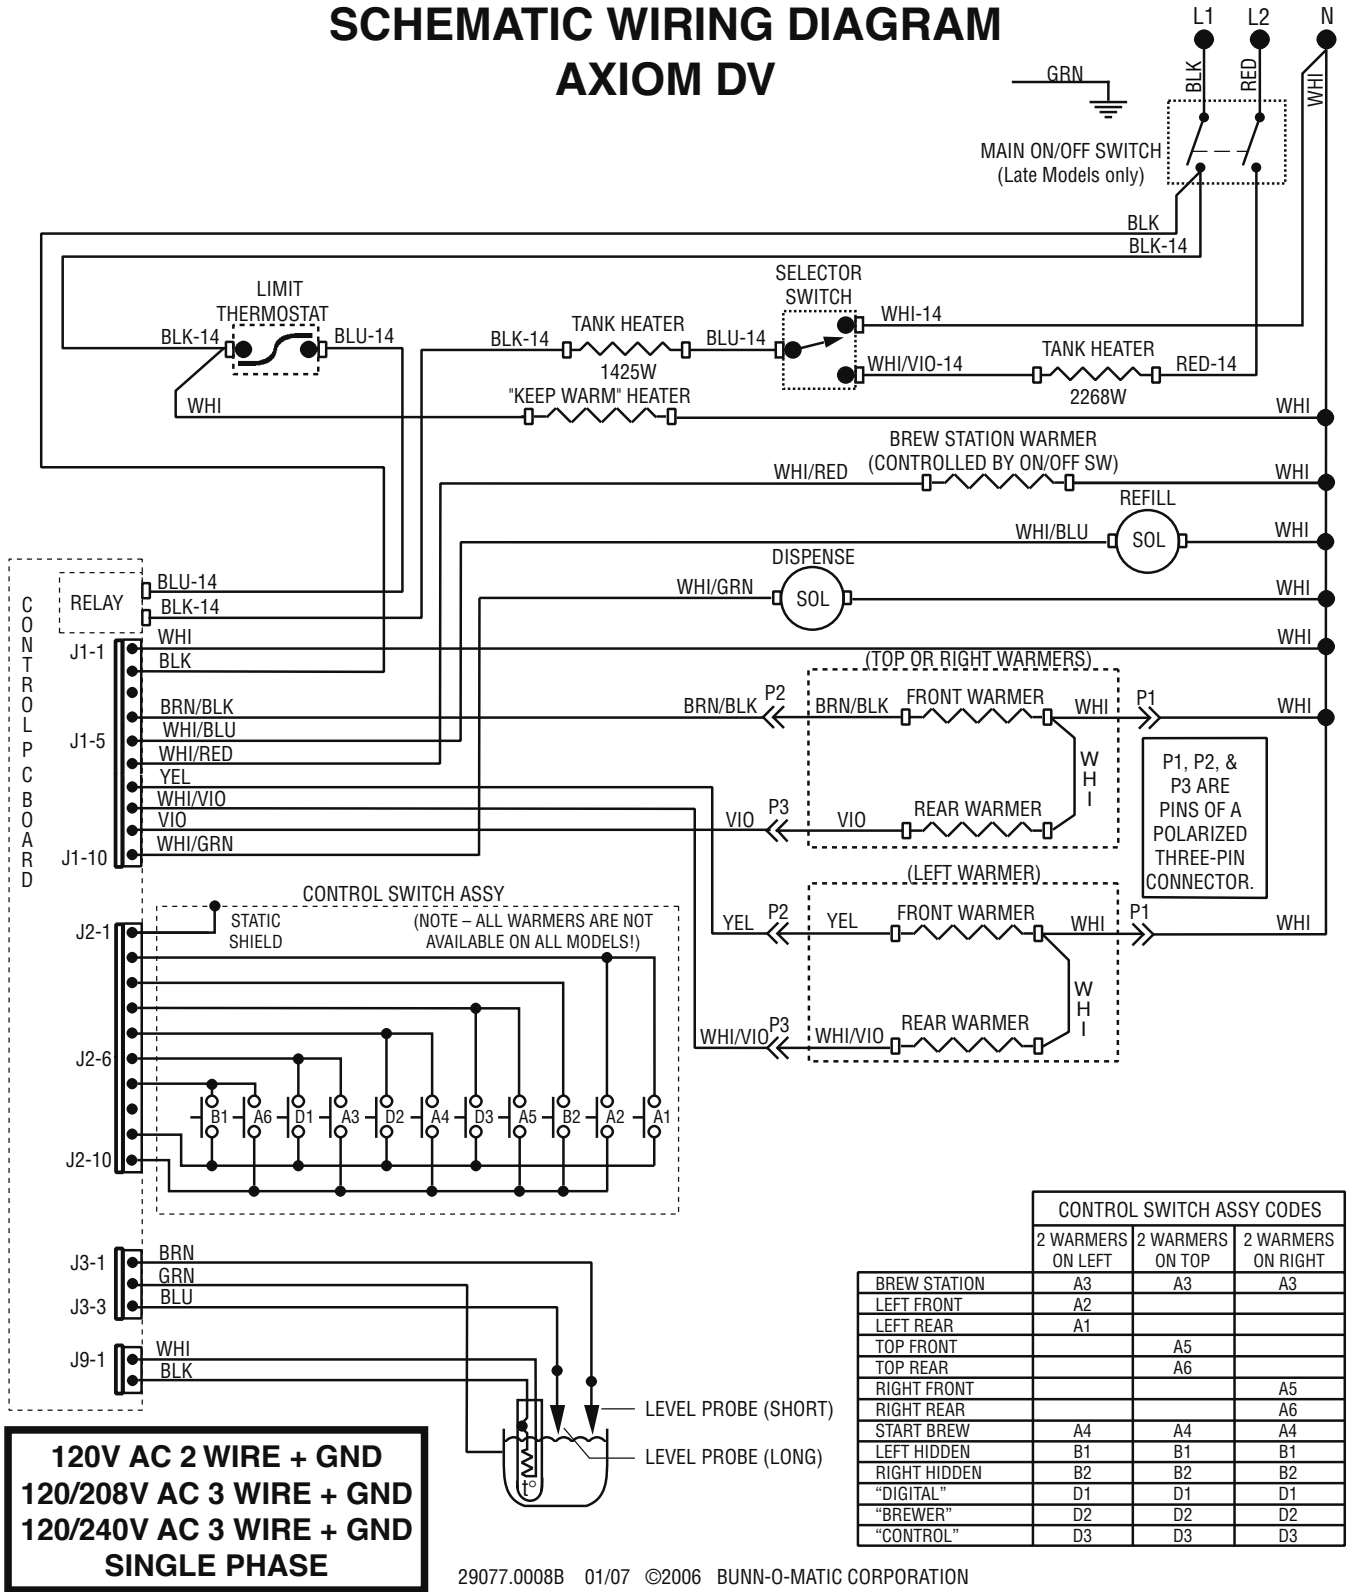 SCHEMATIC WIRING DIAGRAM
AXIOM DV
L1 L2 N
GRN
BLK
RED
WHI
MAIN ON/OFF SWITCH
(Late Models only)
BLK
BLK-14
LIMIT
THERMOSTAT
BLK-14
BLU-14
SELECTOR
SWITCH
WHI-14
BLK-14
TANK HEATER
1425W
BLU-14
WHI/VIO-14
TANK HEATER
2268W
RED-14
WHI
"KEEP WARM" HEATER
WHI
BREW STATION WARMER
(CONTROLLED BY ON/OFF SW)
WHI/RED
WHI
REFILL
WHI/BLU
SOL
WHI
DISPENSE
WHI/GRN
SOL
WHI
CONTROL P C BOARD
RELAY
BLU-14
BLK-14
J1-1
WHI
WHI
BLK
BRN/BLK
J1-5
WHI/BLU
WHI/RED
YEL
WHI/VIO
VIO
J1-10
WHI/GRN
(TOP OR RIGHT WARMERS)
BRN/BLK
P2
BRN/BLK
FRONT WARMER
WHI
P1
WHI
WHI
VIO
P3
VIO
REAR WARMER
P1, P2, &
P3 ARE
PINS OF A
POLARIZED
THREE-PIN
CONNECTOR.
(LEFT WARMER)
YEL
P2
YEL
FRONT WARMER
WHI
P1
WHI
WHI
WHI/VIO
P3
WHI/VIO
REAR WARMER
CONTROL SWITCH ASSY
J2-1
STATIC
SHIELD
(NOTE – ALL WARMERS ARE NOT
AVAILABLE ON ALL MODELS!)
J2-6
B1 A6 D1 A3 D2 A4 D3 A5 B2 A2 A1
J2-10
J3-1
BRN
GRN
J3-3
BLU
J9-1
WHI
BLK
t°
LEVEL PROBE (SHORT)
LEVEL PROBE (LONG)
CONTROL SWITCH ASSY CODES
2 WARMERS ON LEFT 2 WARMERS ON TOP 2 WARMERS ON RIGHT
BREW STATION A3 A3 A3
LEFT FRONT A2
LEFT REAR A1
TOP FRONT A5
TOP REAR A6
RIGHT FRONT A5
RIGHT REAR A6
START BREW A4 A4 A4
LEFT HIDDEN B1 B1 B1
RIGHT HIDDEN B2 B2 B2
“DIGITAL” D1 D1 D1
“BREWER” D2 D2 D2
“CONTROL” D3 D3 D3
120V AC 2 WIRE + GND
120/208V AC 3 WIRE + GND
120/240V AC 3 WIRE + GND
SINGLE PHASE
29077.0008B 01/07 ©2006 BUNN-O-MATIC CORPORATION